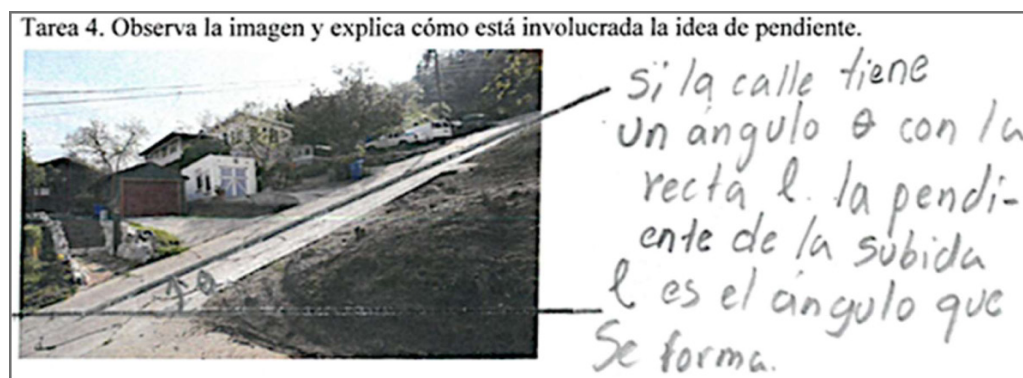 Tarea 4. Observa la imagen y explica cómo está involucrada la idea de pendiente.
Si la calle tiene
un ángulo θ con la
recta l. la pendi-
ente de la subida
l es el ángulo que
se forma.
θ